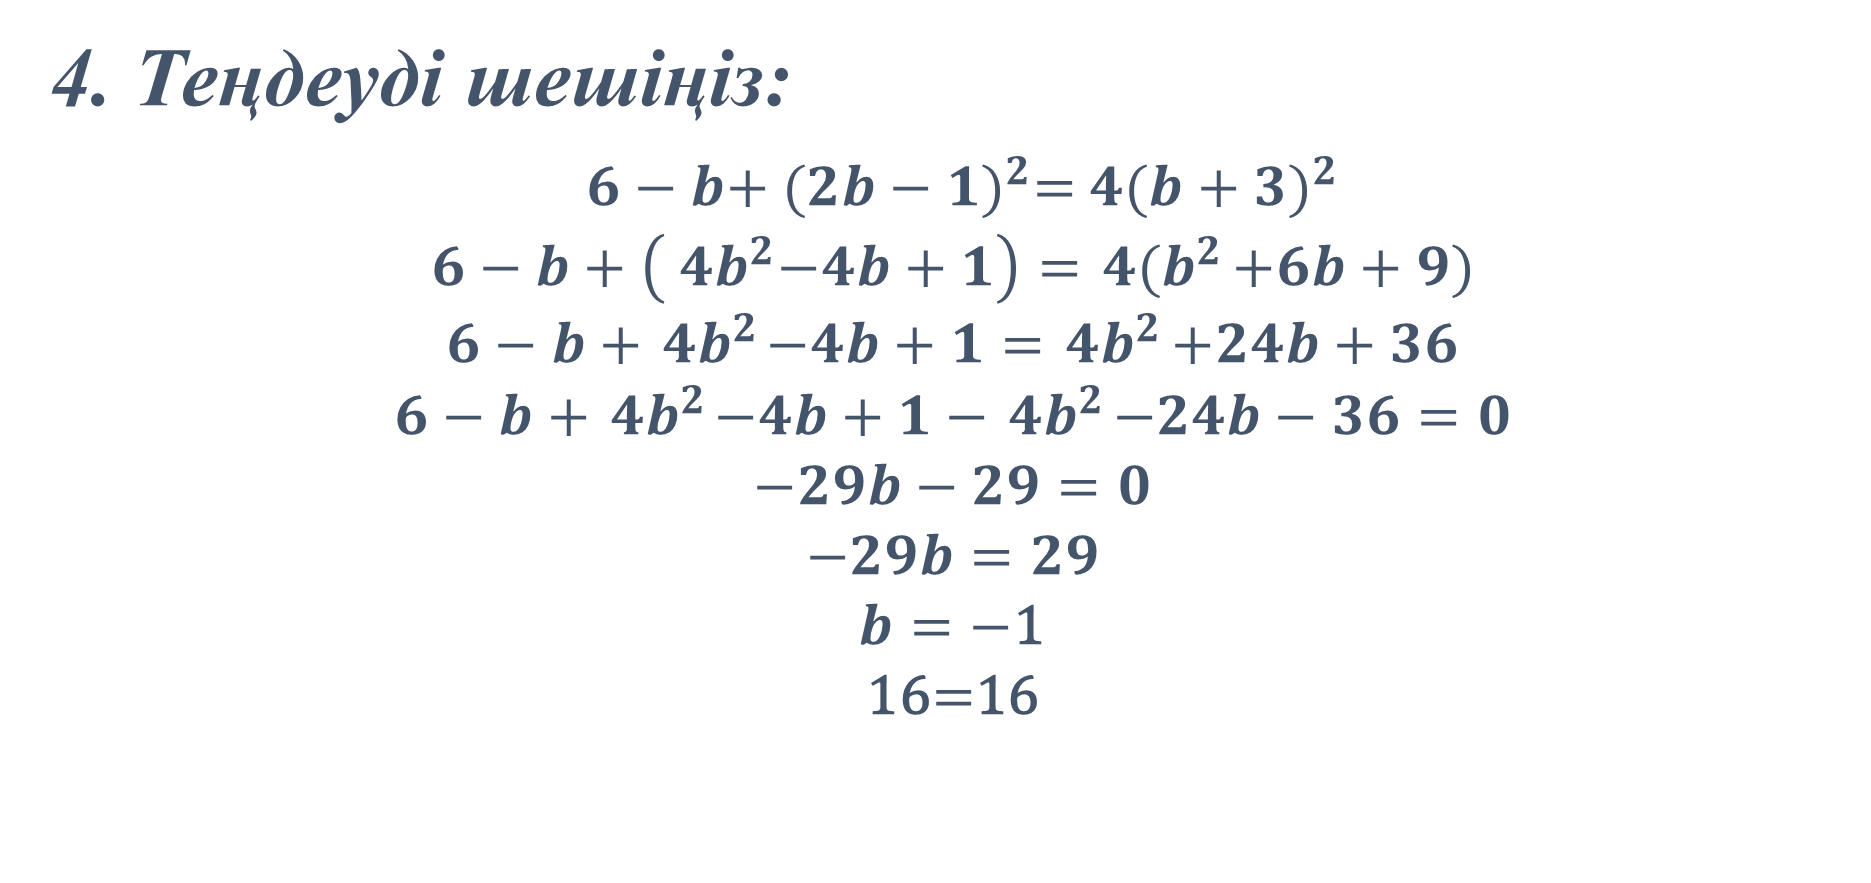 4. Теңдеуді шешіңіз:
6 − b+ (2b − 1)²= 4(b + 3)²
6 − b + ( 4b²−4b + 1) = 4(b² +6b + 9)
6 − b + 4b² −4b + 1 = 4b² +24b + 36
6 − b + 4b² −4b + 1 − 4b² −24b − 36 = 0
−29b − 29 = 0
−29b = 29
b = −1
16=16